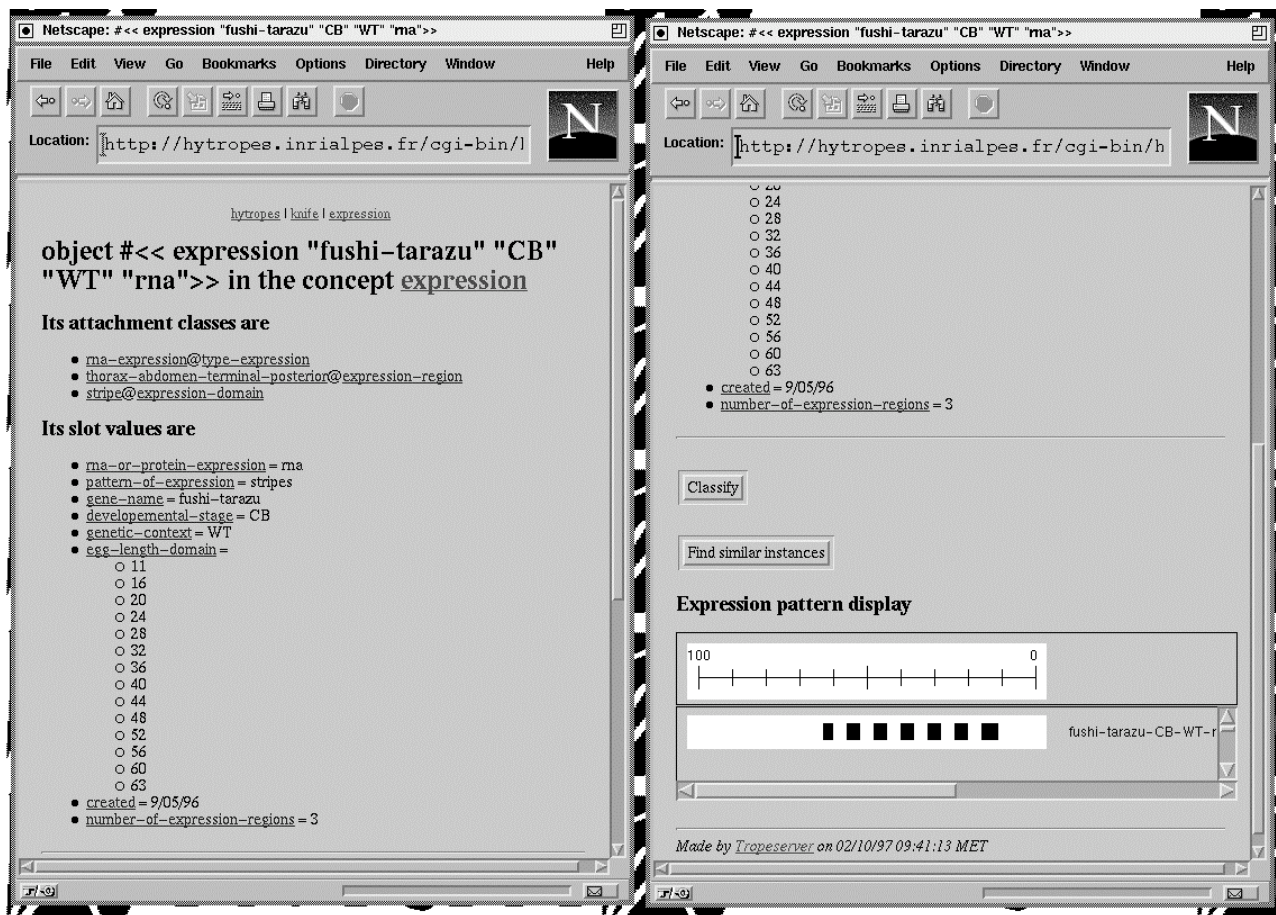 Netscape: #<< expression "fushi-tarazu" "CB" "WT" "rna">>
File Edit View Go Bookmarks Options Directory Window Help
N
Location: http://hytropes.inrialpes.fr/cgi-bin/
hytropes | knife | expression
object #<< expression "fushi-tarazu" "CB"
"WT" "rna">> in the concept expression
Its attachment classes are
rna-expression@type-expression
thorax-abdomen-terminal-posterior@expression-region
stripe@expression-domain
Its slot values are
rna-or-protein-expression = rna
pattern-of-expression = stripes
gene-name = fushi-tarazu
developemental-stage = CB
genetic-context = WT
egg-length-domain =
11
16
20
24
28
32
36
40
44
48
52
56
60
63
created = 9/05/96
number-of-expression-regions = 3
Netscape: #<< expression "fushi-tarazu" "CB" "WT" "rna">>
File Edit View Go Bookmarks Options Directory Window Help
N
Location: http://hytropes.inrialpes.fr/cgi-bin/h
24
28
32
36
40
44
48
52
56
60
63
created = 9/05/96
number-of-expression-regions = 3
Classify
Find similar instances
Expression pattern display
100 0
fushi-tarazu-CB-WT-r
Made by Tropeserver on 02/10/97 09:41:13 MET